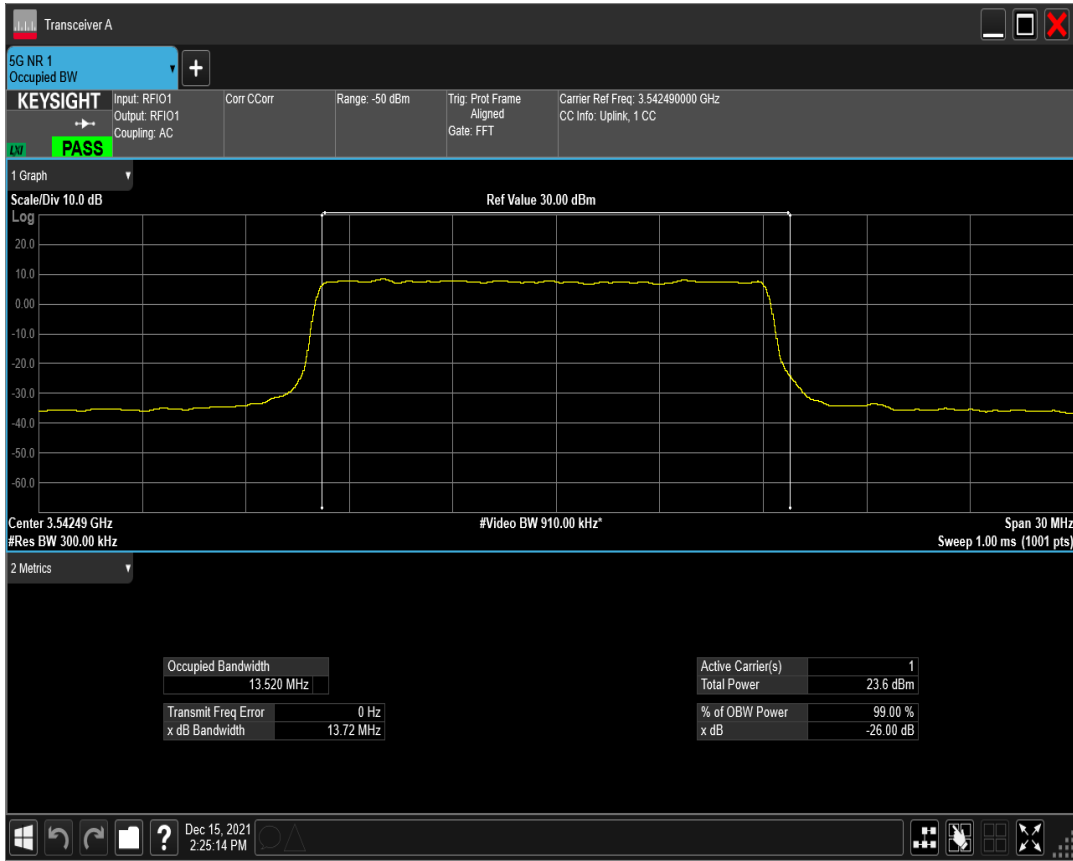 Transceiver A
5G NR 1
Occupied BW
KEYSIGHT
Input: RFIO1
Output: RFIO1
Coupling: AC
Corr CCorr
Range: -50 dBm
Trig: Prot Frame
Aligned
Gate: FFT
Carrier Ref Freq: 3.542490000 GHz
CC Info: Uplink, 1 CC
LXI
PASS
1 Graph
Scale/Div 10.0 dB
Ref Value 30.00 dBm
Log
20.0
10.0
0.00
-10.0
-20.0
-30.0
-40.0
-50.0
-60.0
Center 3.54249 GHz
#Video BW 910.00 kHz*
Span 30 MHz
#Res BW 300.00 kHz
Sweep 1.00 ms (1001 pts)
2 Metrics
Occupied Bandwidth
13.520 MHz
Transmit Freq Error 0 Hz
x dB Bandwidth 13.72 MHz
Active Carrier(s) 1
Total Power 23.6 dBm
% of OBW Power 99.00 %
x dB -26.00 dB
Dec 15, 2021
2:25:14 PM